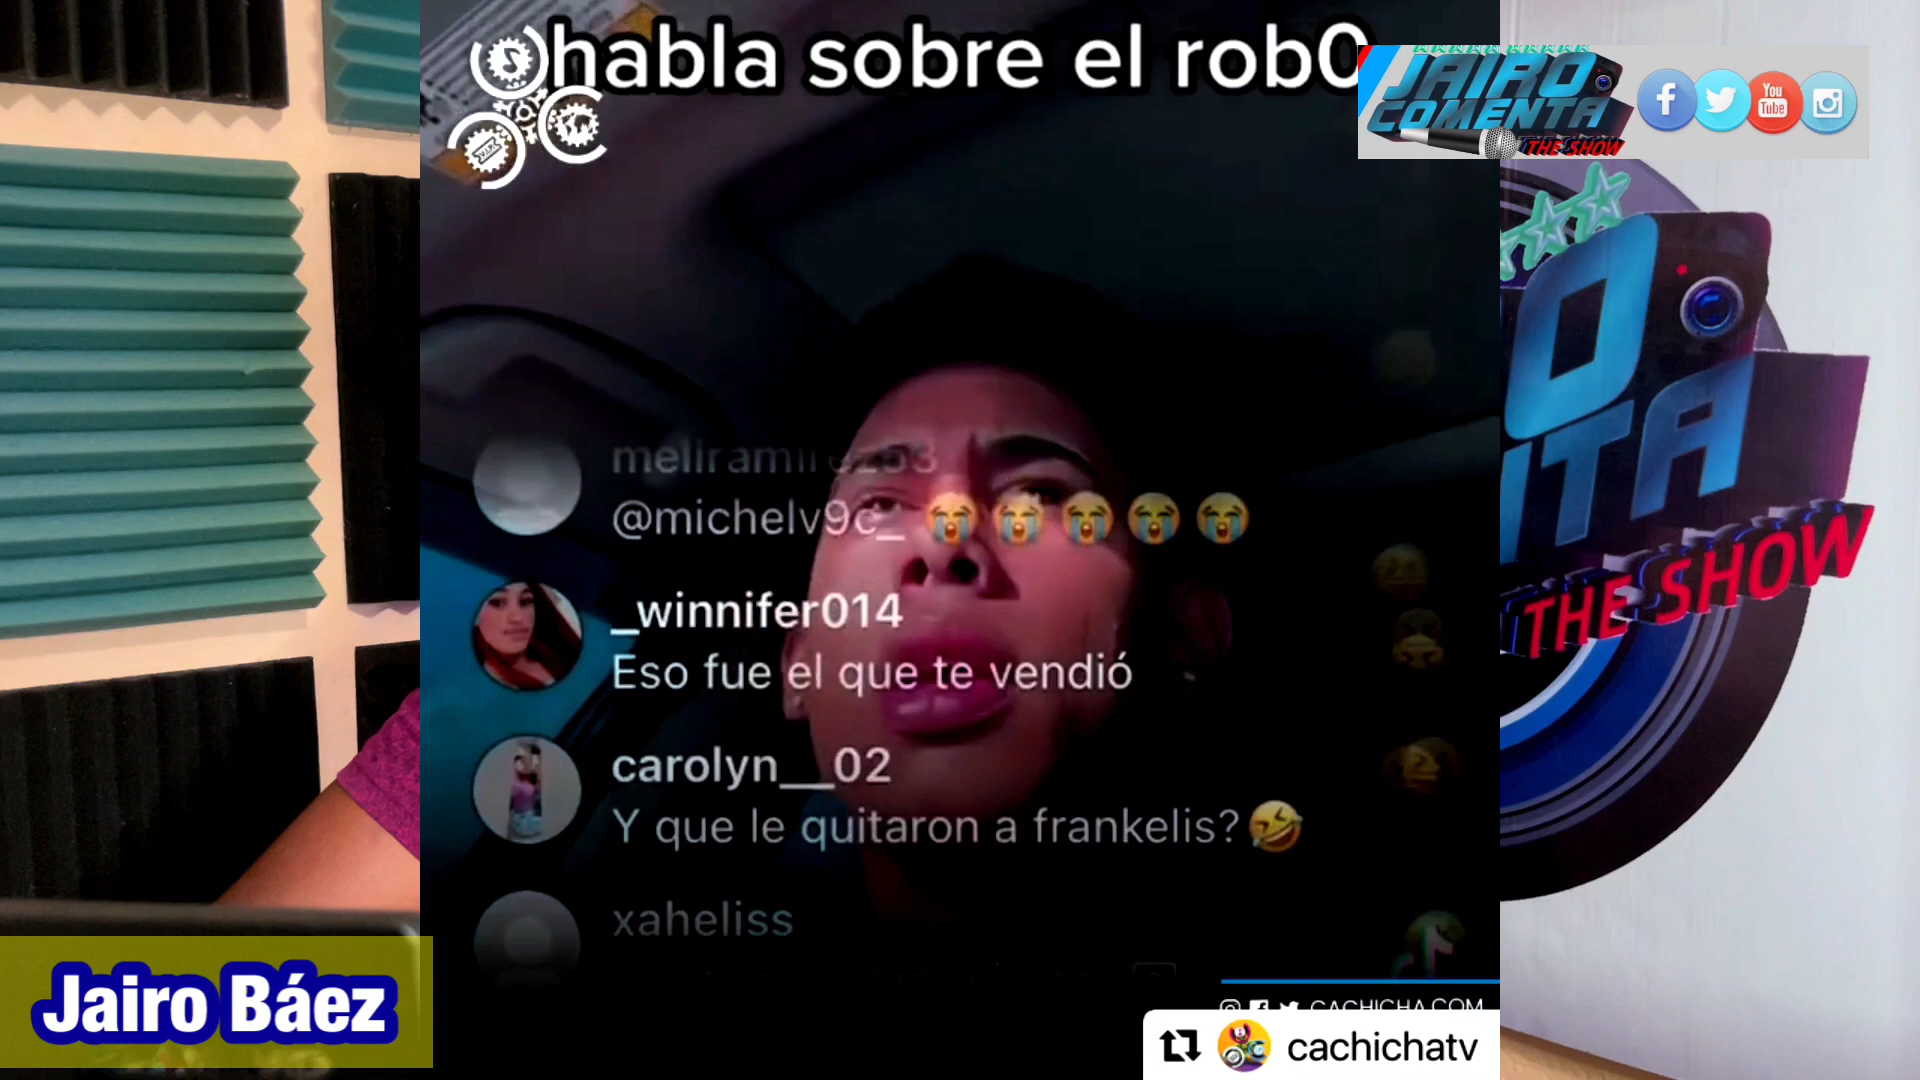 habla sobre el rob0
JAIRO
COMENTA
THE SHOW
f
You
Tube
@michelv9c_ 😭😭😭😭😭
_winnifer014
Eso fue el que te vendió
carolyn__02
Y que le quitaron a frankelis?🤣
xaheliss
O
NTA
THE SHOW
Jairo Báez
CACHICHA.COM
cachichatv